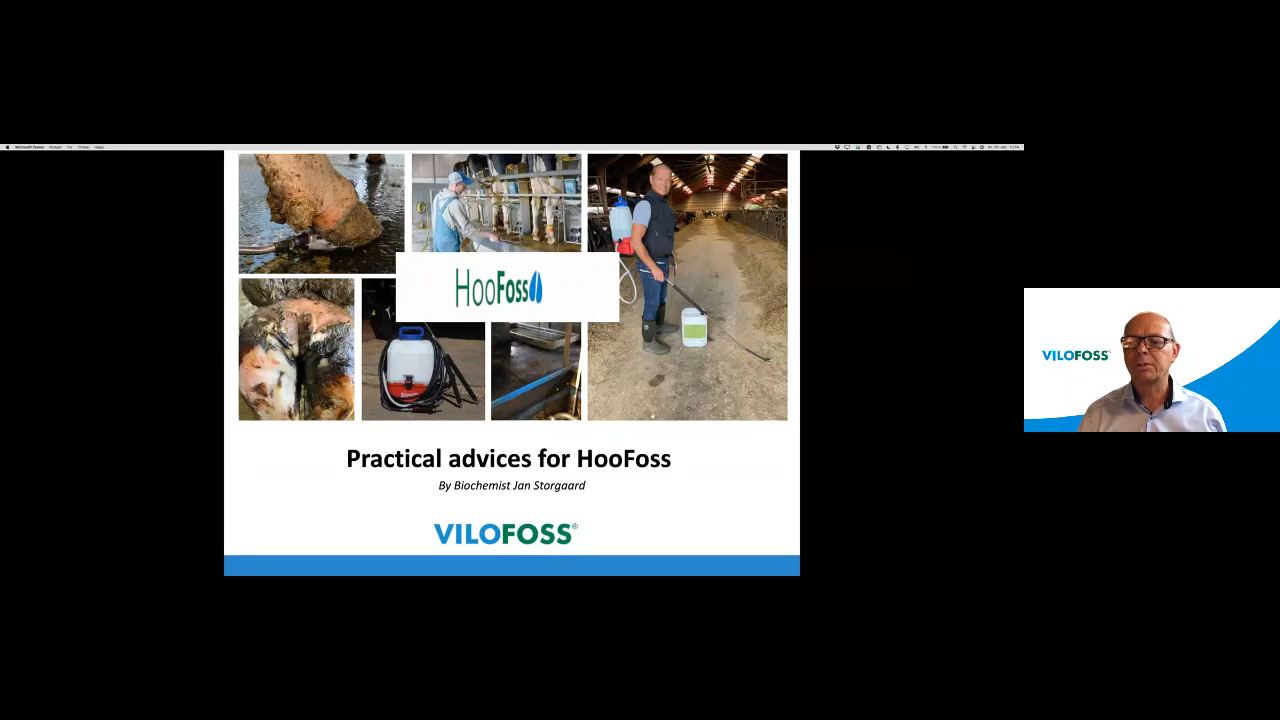 HooFoss
Practical advices for HooFoss
By Biochemist Jan Storgaard
VILOFOSS®
VILOFOSS®